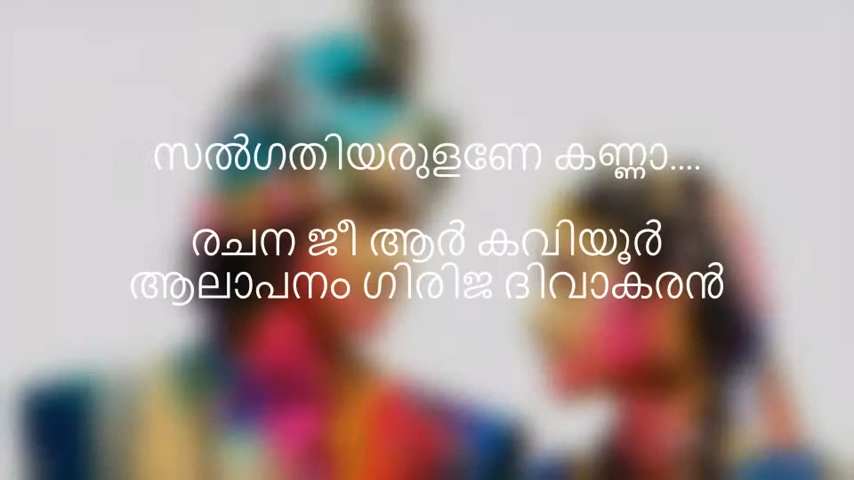 സൽഗതിയരുളണേ കണ്ണാ....
രചന ജീ ആർ കവിയൂർ
ആലാപനം ഗിരിജ ദിവാകരൻ